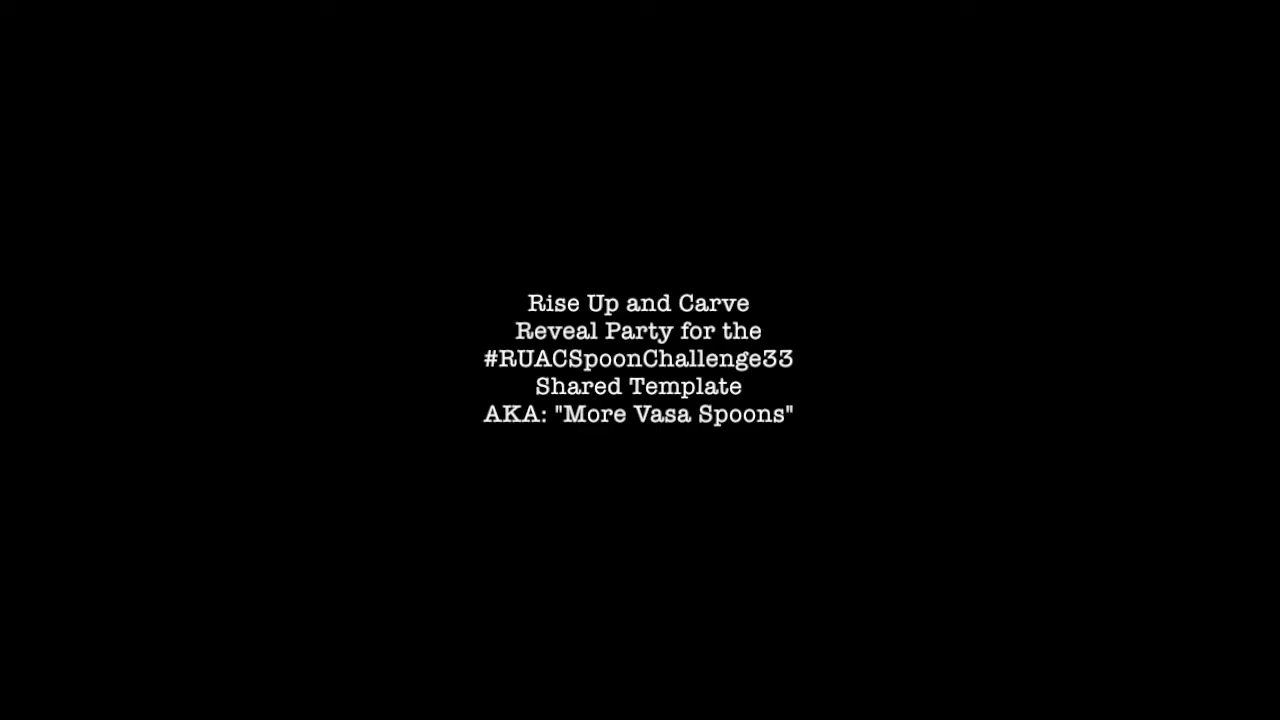 Rise Up and Carve
Reveal Party for the
#RUACSpoonChallenge33
Shared Template
AKA: "More Vasa Spoons"